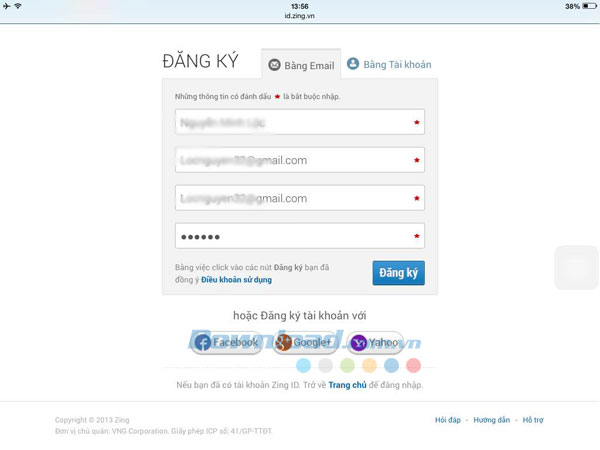 13:56
38%
id.zing.vn
ĐĂNG KÝ
Bằng Email
Bằng Tài khoản
Những thông tin có đánh dấu * là bắt buộc nhập.
@gmail.com
@gmail.com
●●●●●●
Bằng việc click vào các nút Đăng ký bạn đã
đồng ý Điều khoản sử dụng
Đăng ký
hoặc Đăng ký tài khoản với
Facebook
Google+
Yahoo
Download.com.vn
Nếu bạn đã có tài khoản Zing ID. Trở về Trang chủ để đăng nhập.
Copyright © 2013 Zing
Hỏi đáp - Hướng dẫn - Hỗ trợ
Đơn vị chủ quản: VNG Corporation. Giấy phép ICP số: 41/GP-TTĐT.